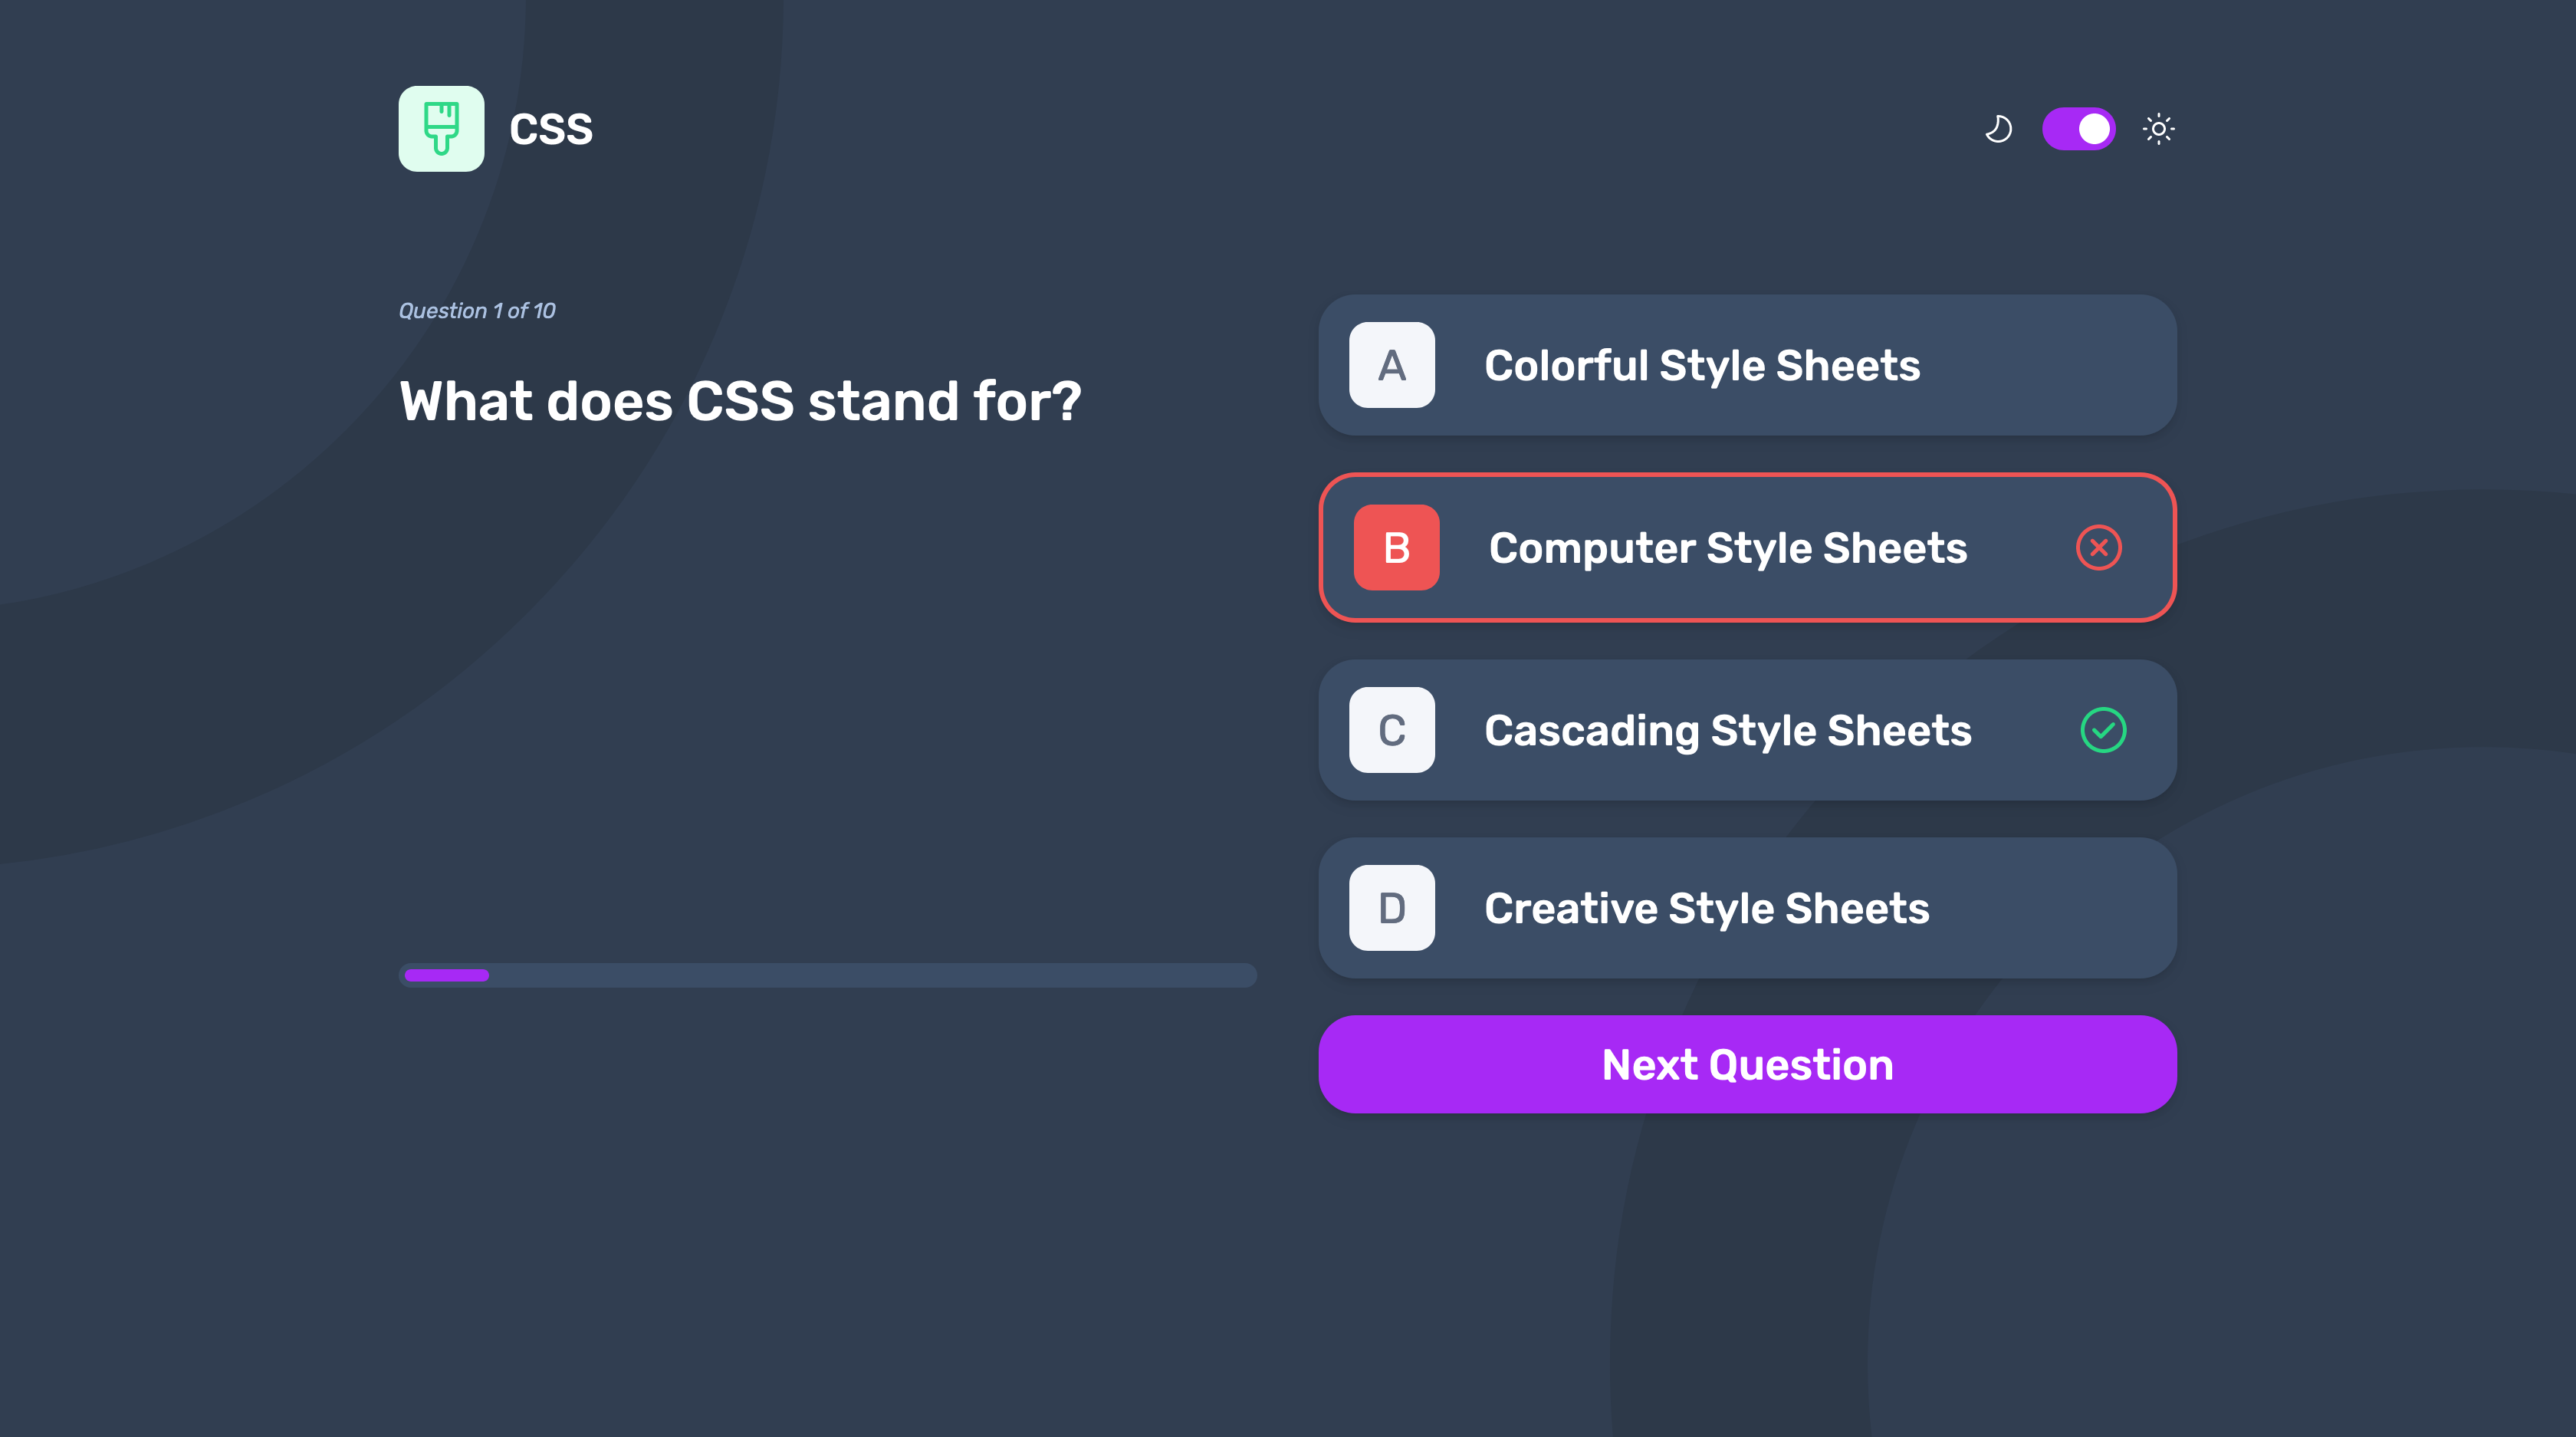 CSS
Question 1 of 10
What does CSS stand for?
A Colorful Style Sheets
B Computer Style Sheets
C Cascading Style Sheets
D Creative Style Sheets
Next Question